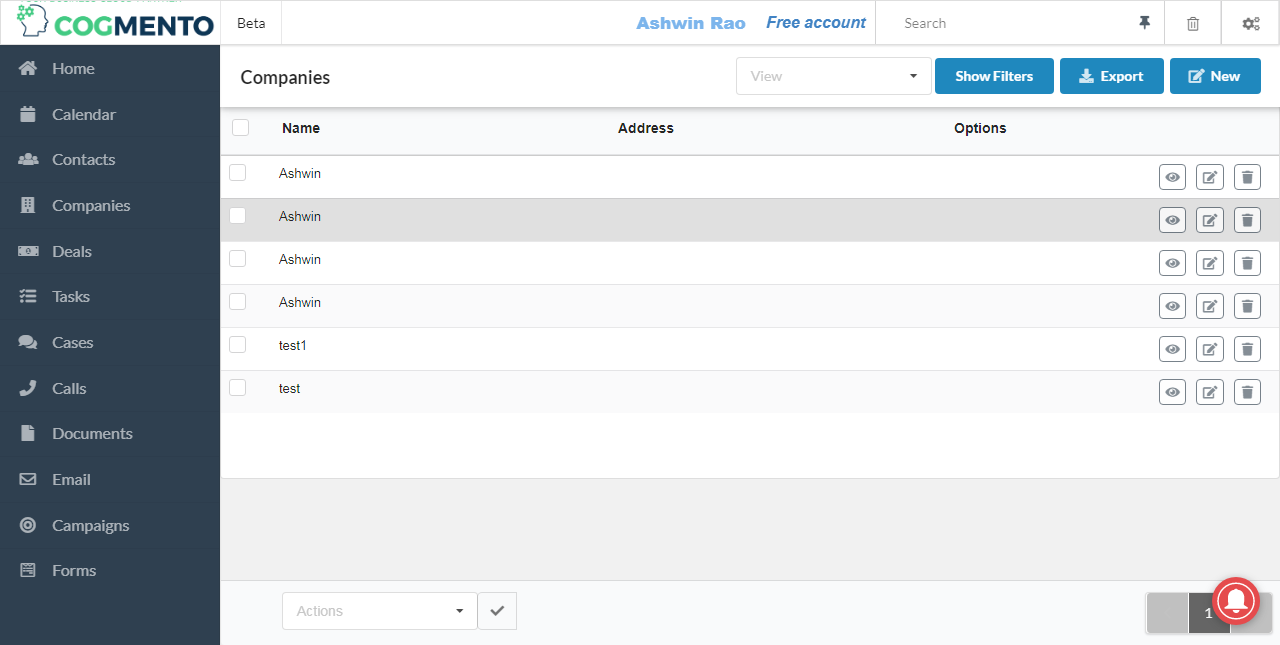 COGMENTO
Beta
Ashwin Rao
Free account
Search
Home
Calendar
Contacts
Companies
Deals
Tasks
Cases
Calls
Documents
Email
Campaigns
Forms
Companies
View
Show Filters
Export
New
Name Address Options
Ashwin
Ashwin
Ashwin
Ashwin
test1
test
Actions
1